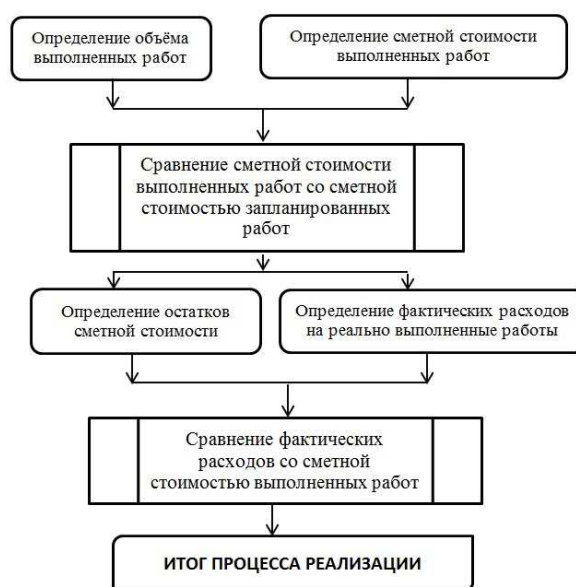 Определение объёма
выполненных работ
Определение сметной стоимости
выполненных работ
Сравнение сметной стоимости
выполненных работ со сметной
стоимостью запланированных
работ
Определение остатков
сметной стоимости
Определение фактических расходов
на реально выполненные работы
Сравнение фактических
расходов со сметной
стоимостью выполненных работ
ИТОГ ПРОЦЕССА РЕАЛИЗАЦИИ